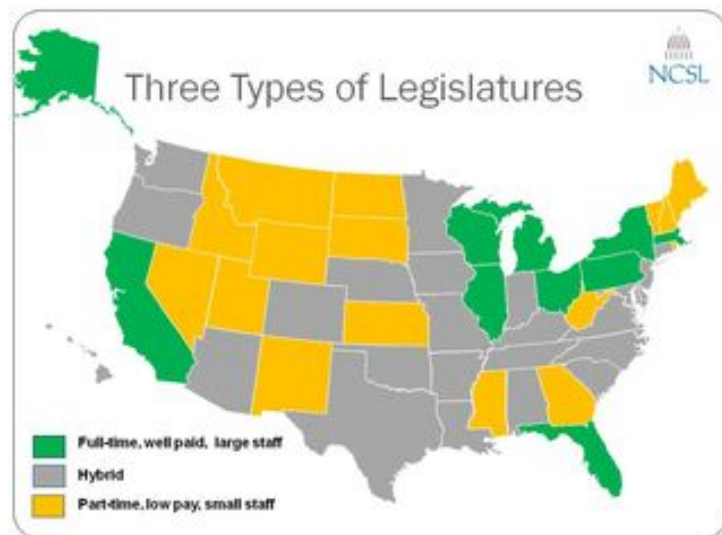 NCSL
Three Types of Legislatures
Full-time, well paid, large staff
Hybrid
Part-time, low pay, small staff